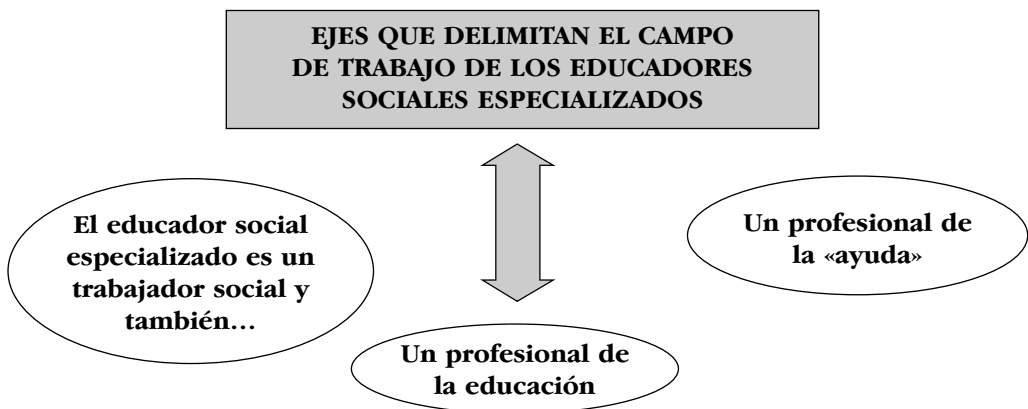 EJES QUE DELIMITAN EL CAMPO
DE TRABAJO DE LOS EDUCADORES
SOCIALES ESPECIALIZADOS
El educador social
especializado es un
trabajador social y
también…
Un profesional de
la «ayuda»
Un profesional de
la educación